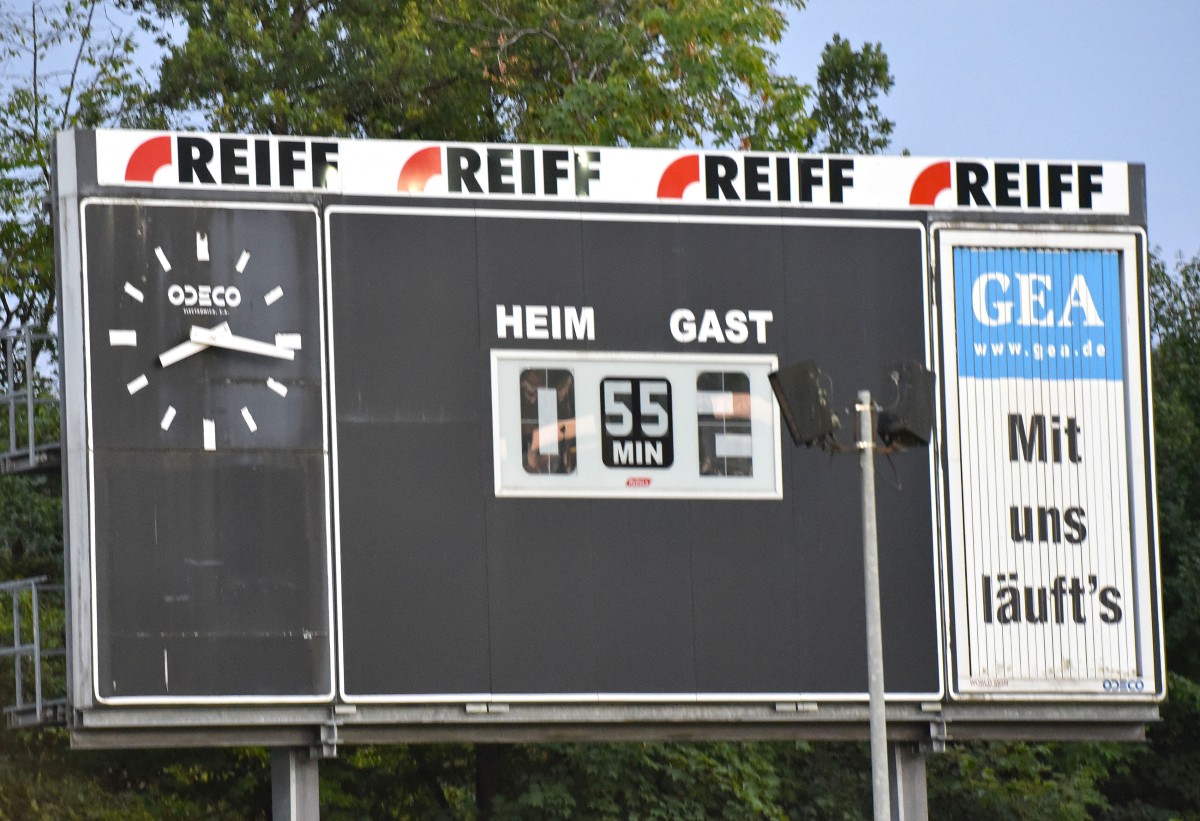 REIFF REIFF REIFF REIFF
ODECO
HEIM GAST
1 55 2
MIN
GEA
www.gea.de
Mit
uns
läuft's
ODECO